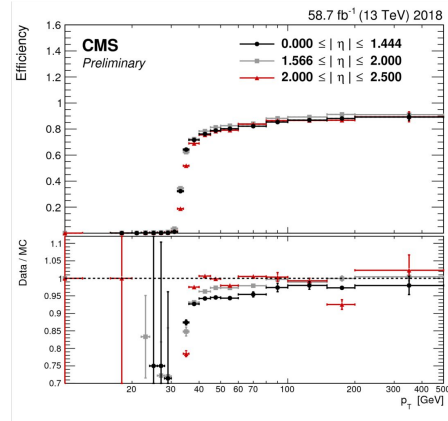 58.7 fb⁻¹ (13 TeV) 2018
Efficiency
CMS
Preliminary
0.000 ≤ | η | ≤ 1.444
1.566 ≤ | η | ≤ 2.000
2.000 ≤ | η | ≤ 2.500
1.6
1.4
1.2
1
0.8
0.6
0.4
0.2
Data / MC
1.1
1.05
1
0.95
0.9
0.85
0.8
0.75
0.7
20 30 40 50 60 70 100 200 300 400 500
p_T [GeV]